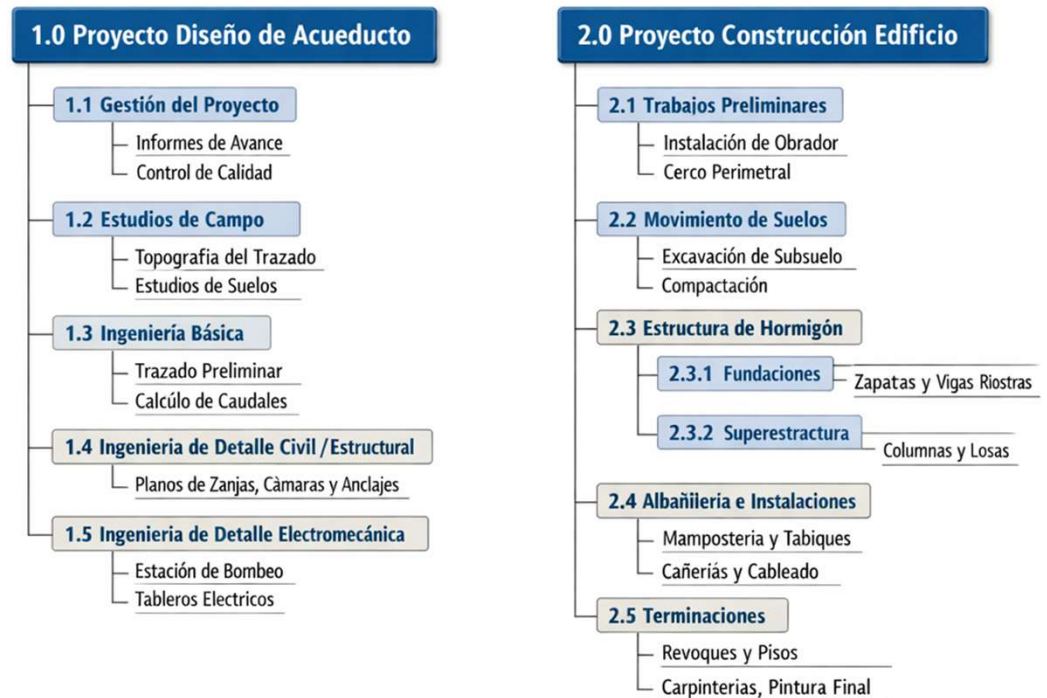 1.0 Proyecto Diseño de Acueducto
1.1 Gestión del Proyecto
Informes de Avance
Control de Calidad
1.2 Estudios de Campo
Topografia del Trazado
Estudios de Suelos
1.3 Ingeniería Básica
Trazado Preliminar
Calcúlo de Caudales
1.4 Ingenieria de Detalle Civil / Estructural
Planos de Zanjas, Càmaras y Anclajes
1.5 Ingenieria de Detalle Electromecánica
Estación de Bombeo
Tableros Electricos
2.0 Proyecto Construcción Edificio
2.1 Trabajos Preliminares
Instalación de Obrador
Cerco Perimetral
2.2 Movimiento de Suelos
Excavación de Subsuelo
Compactación
2.3 Estructura de Hormigón
2.3.1 Fundaciones
Zapatas y Vigas Riostras
2.3.2 Superestractura
Columnas y Losas
2.4 Albañileria e Instalaciones
Mamposteria y Tabiques
Cañeriás y Cableado
2.5 Terminaciones
Revoques y Pisos
Carpinterias, Pintura Final